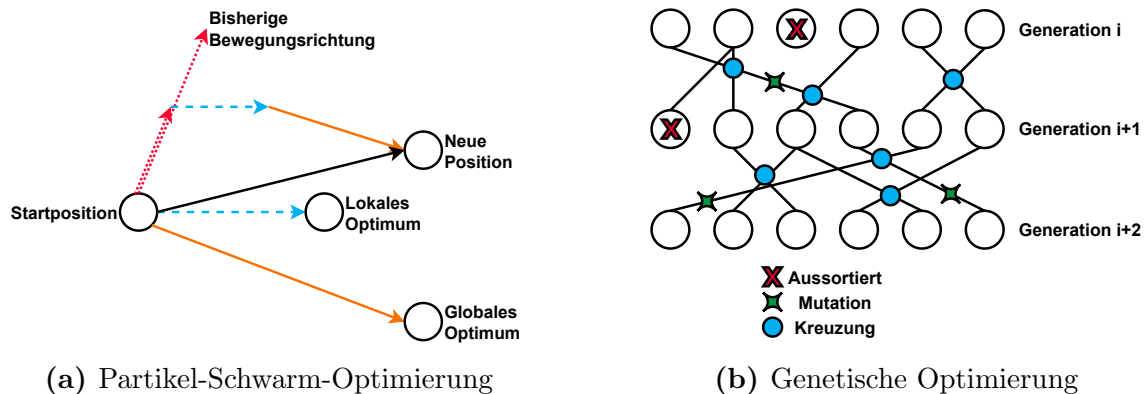 Bisherige
Bewegungsrichtung
Neue
Position
Startposition
Lokales
Optimum
Globales
Optimum
(a) Partikel-Schwarm-Optimierung
Generation i
Generation i+1
Generation i+2
X Aussortiert
Mutation
Kreuzung
(b) Genetische Optimierung